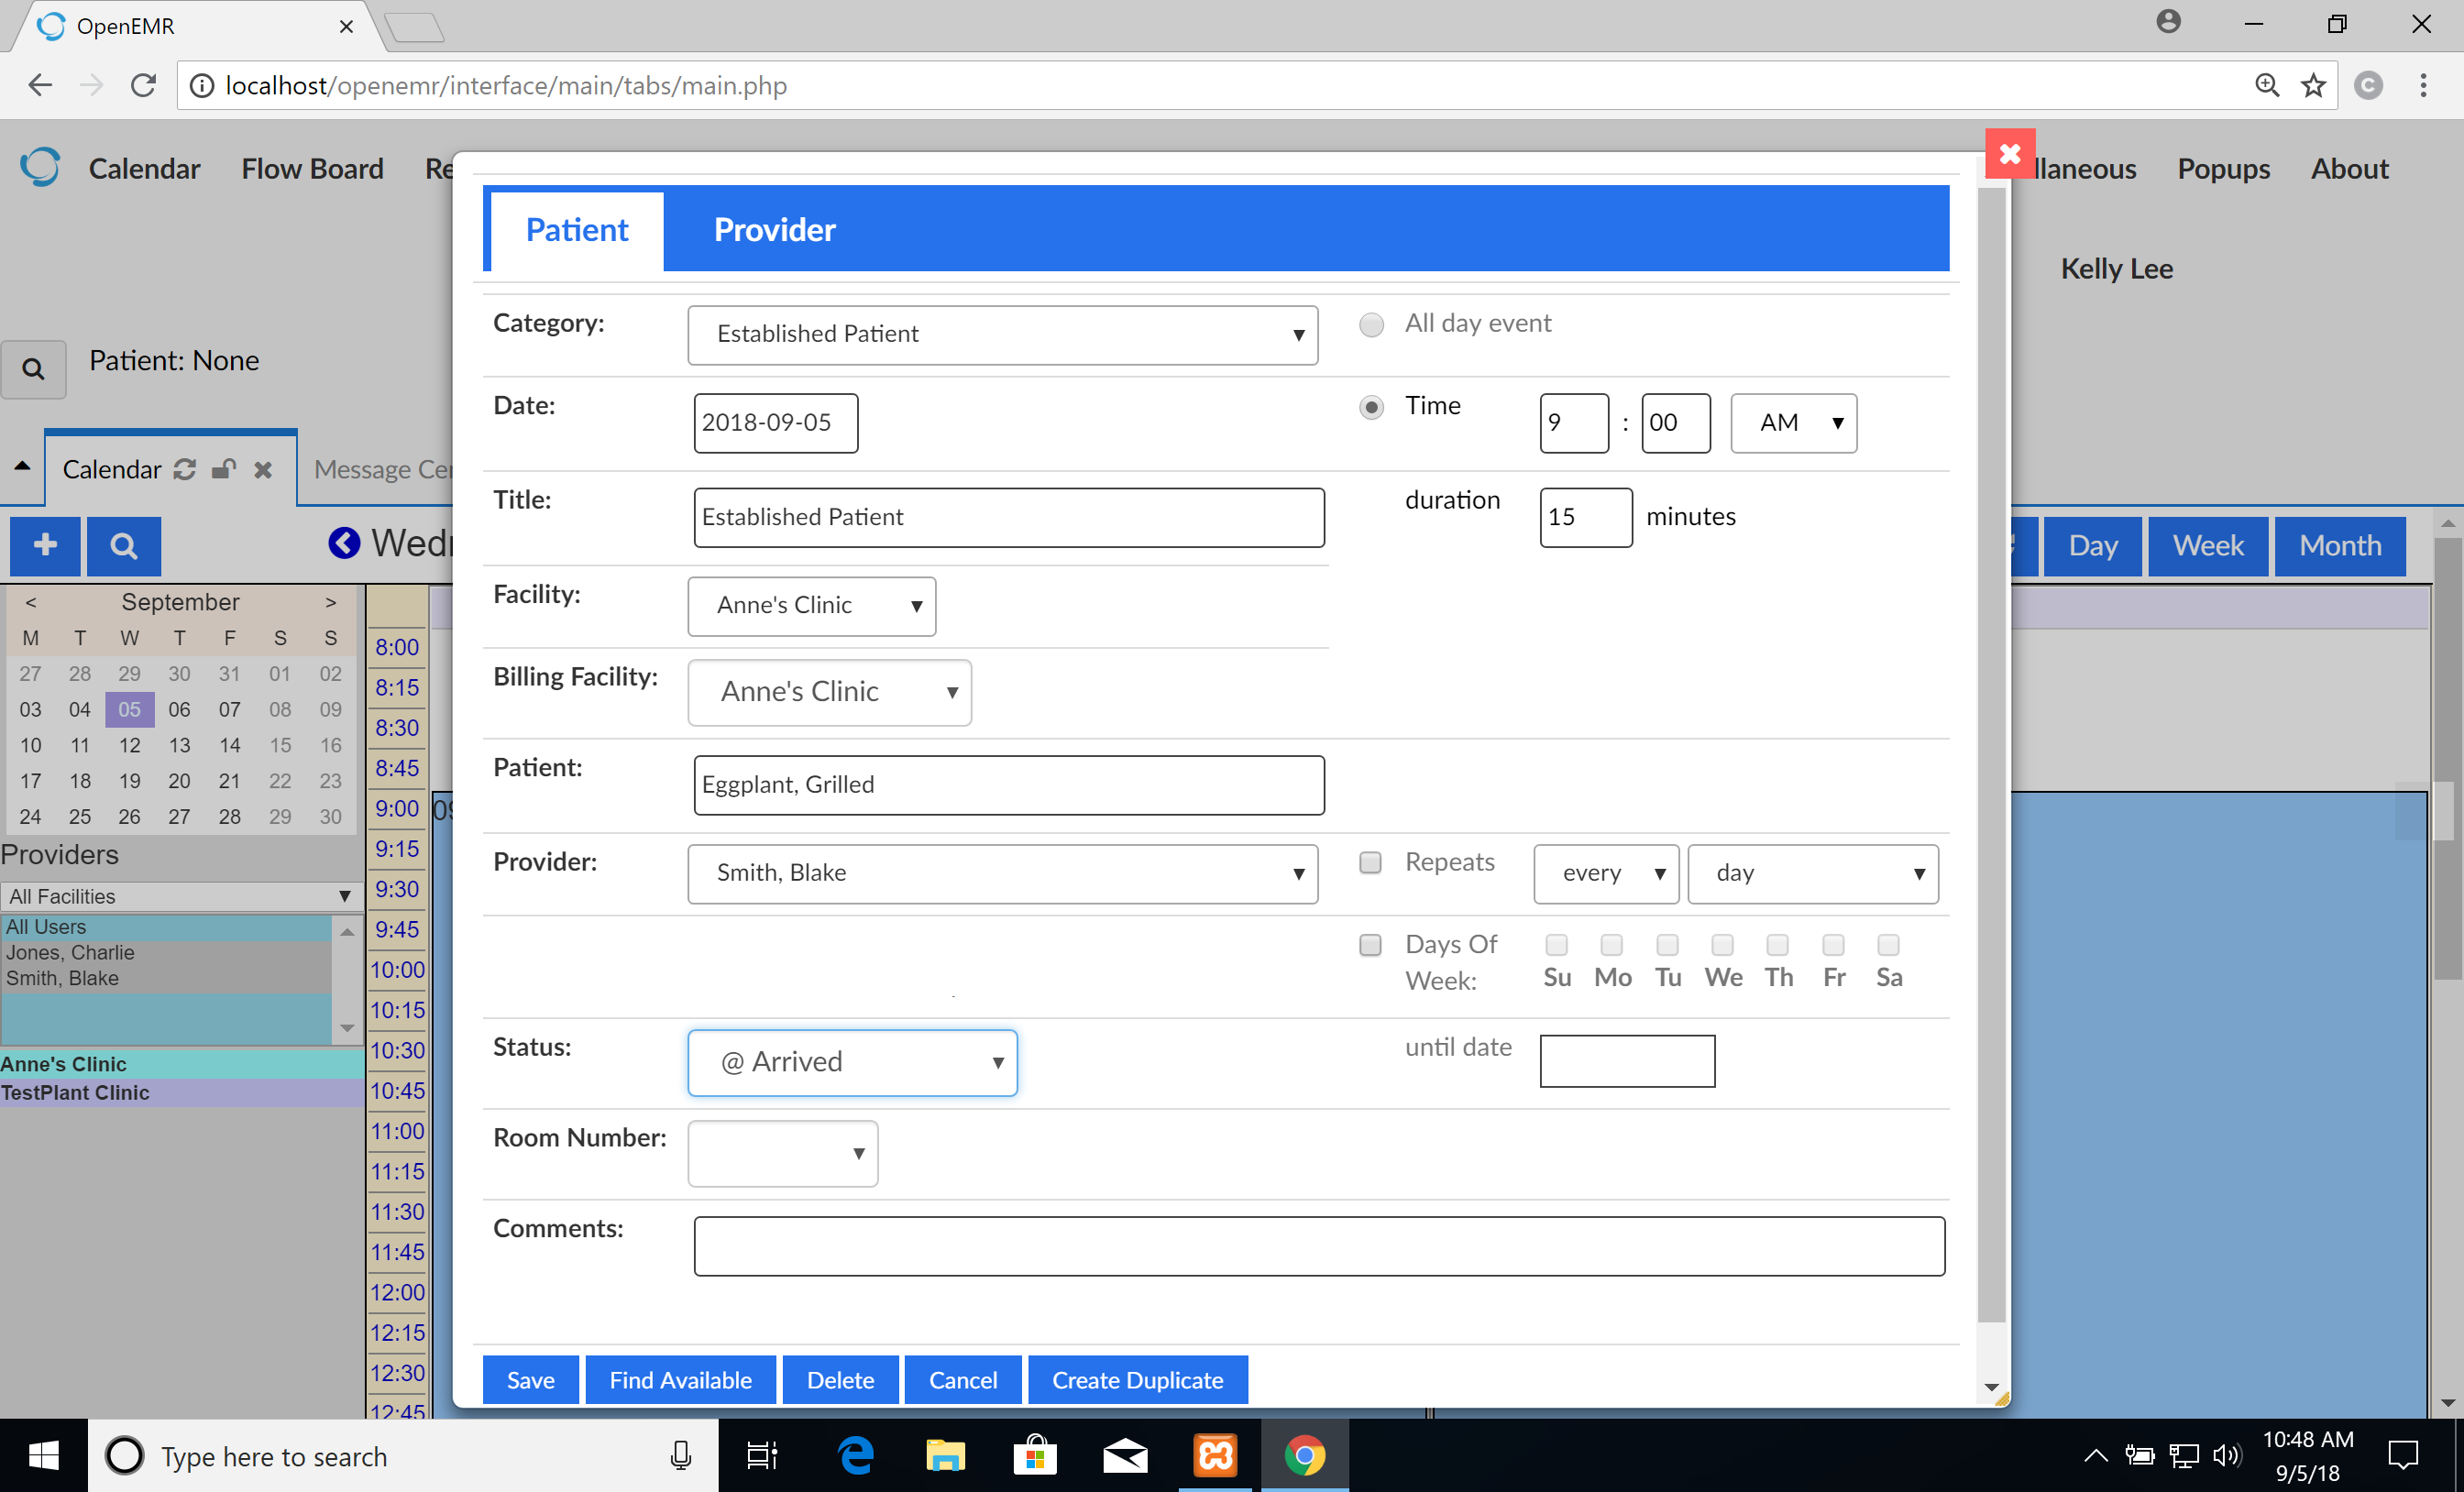 OpenEMR
localhost/openemr/interface/main/tabs/main.php
Calendar Flow Board Re llaneous Popups About
Kelly Lee
Patient: None
Calendar Message Cen
Wedn
Day Week Month
< September >
M T W T F S S
27 28 29 30 31 01 02
03 04 05 06 07 08 09
10 11 12 13 14 15 16
17 18 19 20 21 22 23
24 25 26 27 28 29 30
Providers
All Facilities
All Users
Jones, Charlie
Smith, Blake
Anne's Clinic
TestPlant Clinic
8:00
8:15
8:30
8:45
9:00 09
9:15
9:30
9:45
10:00
10:15
10:30
10:45
11:00
11:15
11:30
11:45
12:00
12:15
12:30
12:45
Patient Provider
Category: Established Patient All day event
Date: 2018-09-05 Time 9 : 00 AM
Title: Established Patient duration 15 minutes
Facility: Anne's Clinic
Billing Facility: Anne's Clinic
Patient: Eggplant, Grilled
Provider: Smith, Blake Repeats every day
Days Of Week: Su Mo Tu We Th Fr Sa
Status: @ Arrived until date
Room Number:
Comments:
Save Find Available Delete Cancel Create Duplicate
Type here to search
10:48 AM
9/5/18